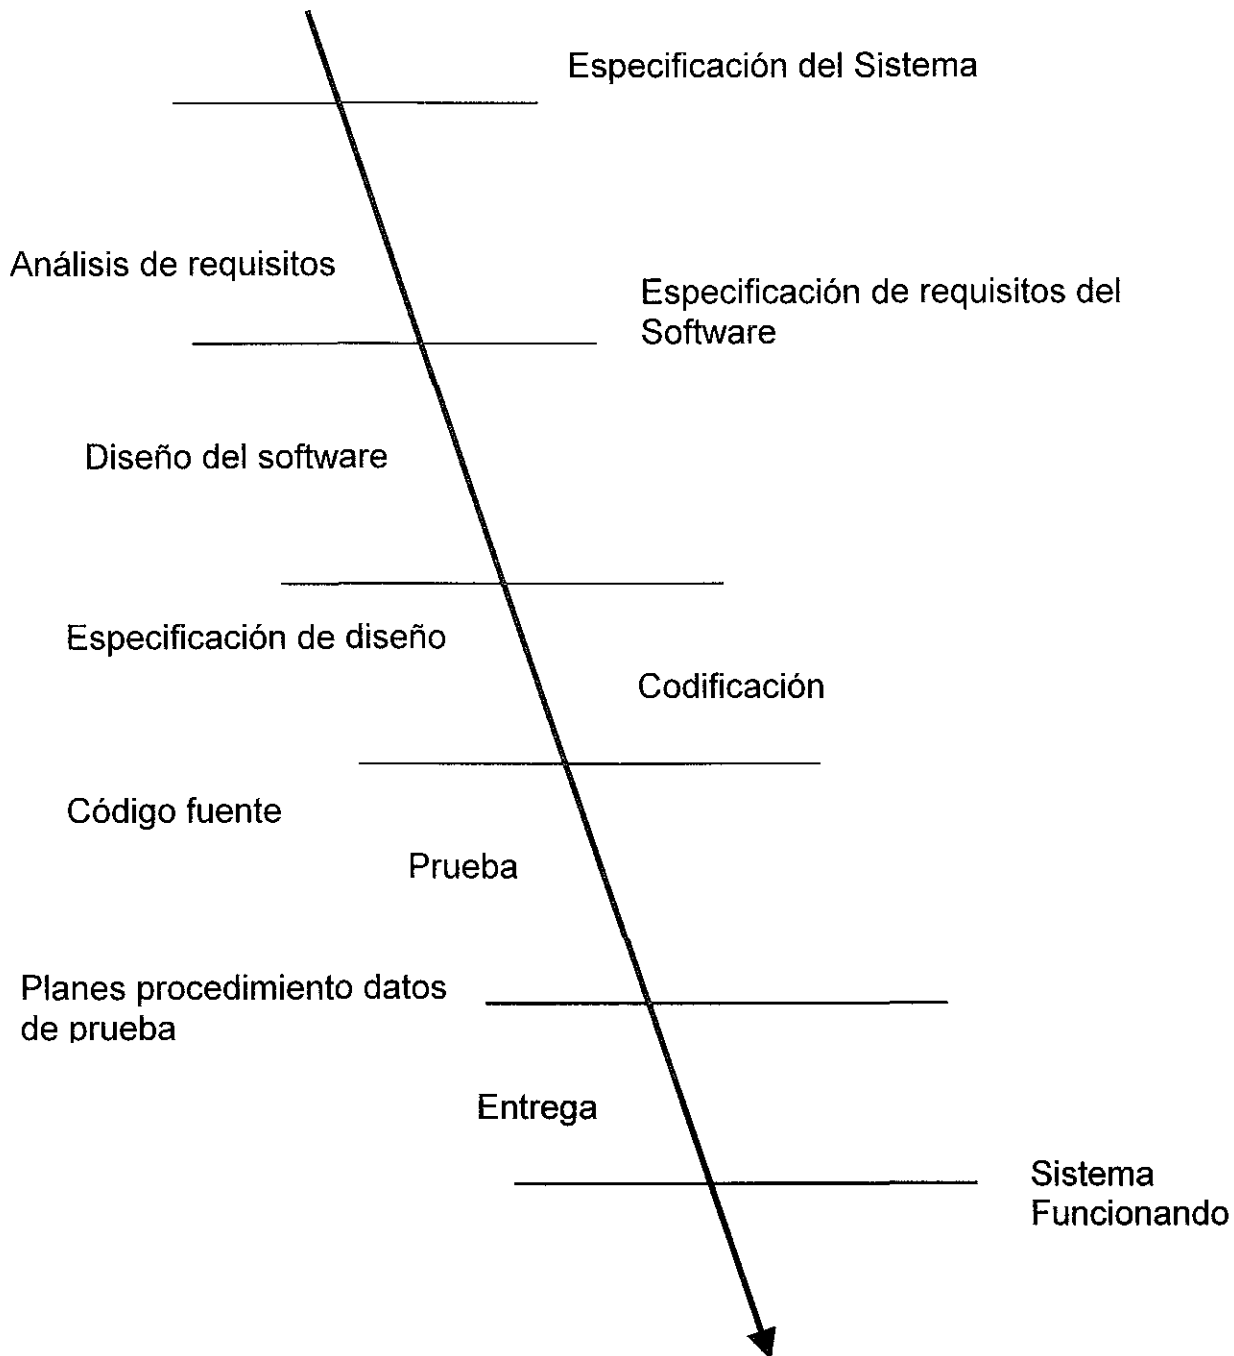 Especificación del Sistema
Análisis de requisitos
Especificación de requisitos del
Software
Diseño del software
Especificación de diseño
Codificación
Código fuente
Prueba
Planes procedimiento datos
de prueba
Entrega
Sistema
Funcionando